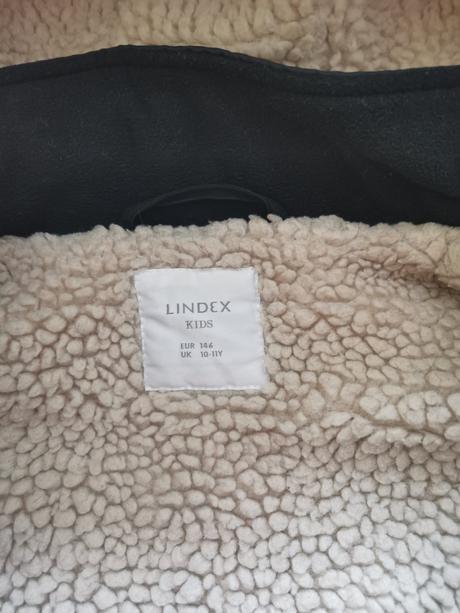 LINDEX
KIDS
EUR 146
UK 10-11Y